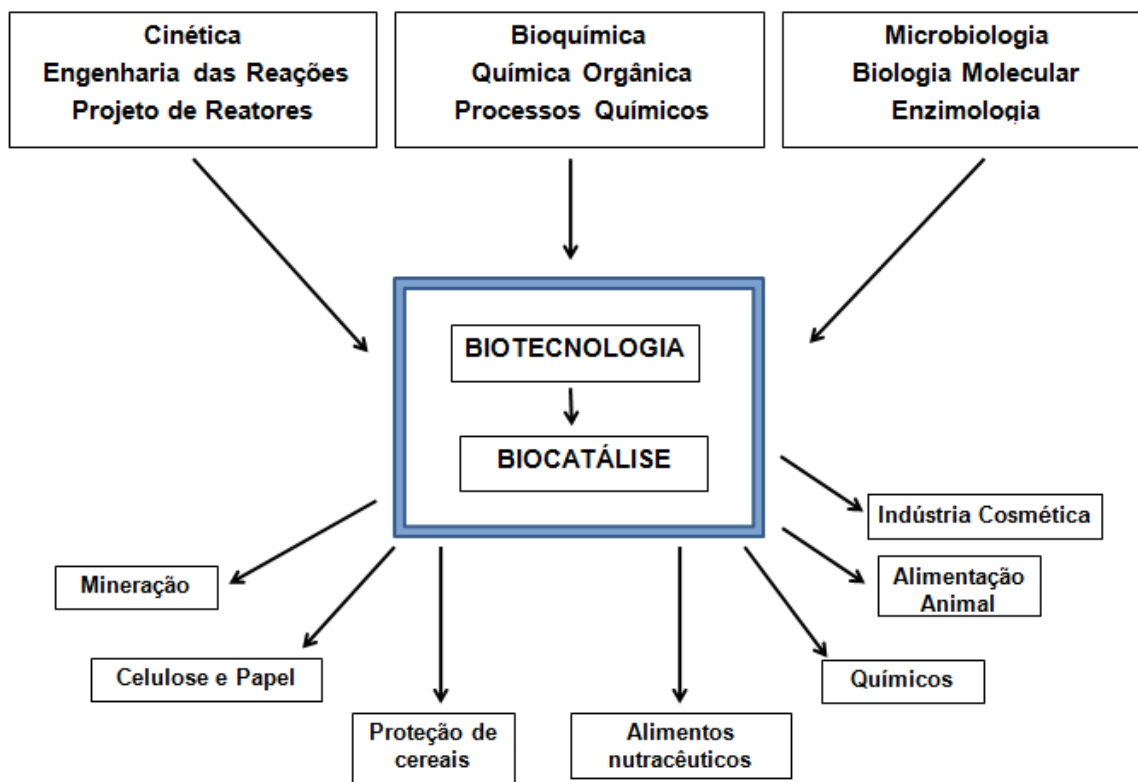 Cinética
Engenharia das Reações
Projeto de Reatores
Bioquímica
Química Orgânica
Processos Químicos
Microbiologia
Biologia Molecular
Enzimologia
BIOTECNOLOGIA
BIOCATÁLISE
Indústria Cosmética
Mineração
Alimentação
Animal
Celulose e Papel
Químicos
Proteção de
cereais
Alimentos
nutracêuticos